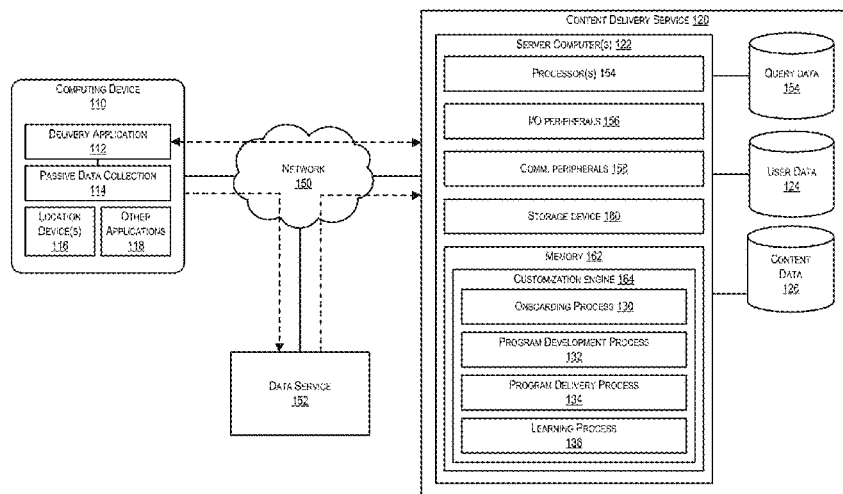 CONTENT DELIVERY SERVICE 120
SERVER COMPUTER(S) 122
PROCESSOR(S) 154
I/O PERIPHERALS 156
COMM. PERIPHERALS 158
STORAGE DEVICE 160
MEMORY 162
CUSTOMIZATION ENGINE 164
ONBOARDING PROCESS 130
PROGRAM DEVELOPMENT PROCESS
132
PROGRAM DELIVERY PROCESS
134
LEARNING PROCESS
136
QUERY DATA
154
USER DATA
124
CONTENT
DATA
126
COMPUTING DEVICE
110
DELIVERY APPLICATION
112
PASSIVE DATA COLLECTION
114
LOCATION
DEVICE(S)
116
OTHER
APPLICATIONS
118
NETWORK
150
DATA SERVICE
152